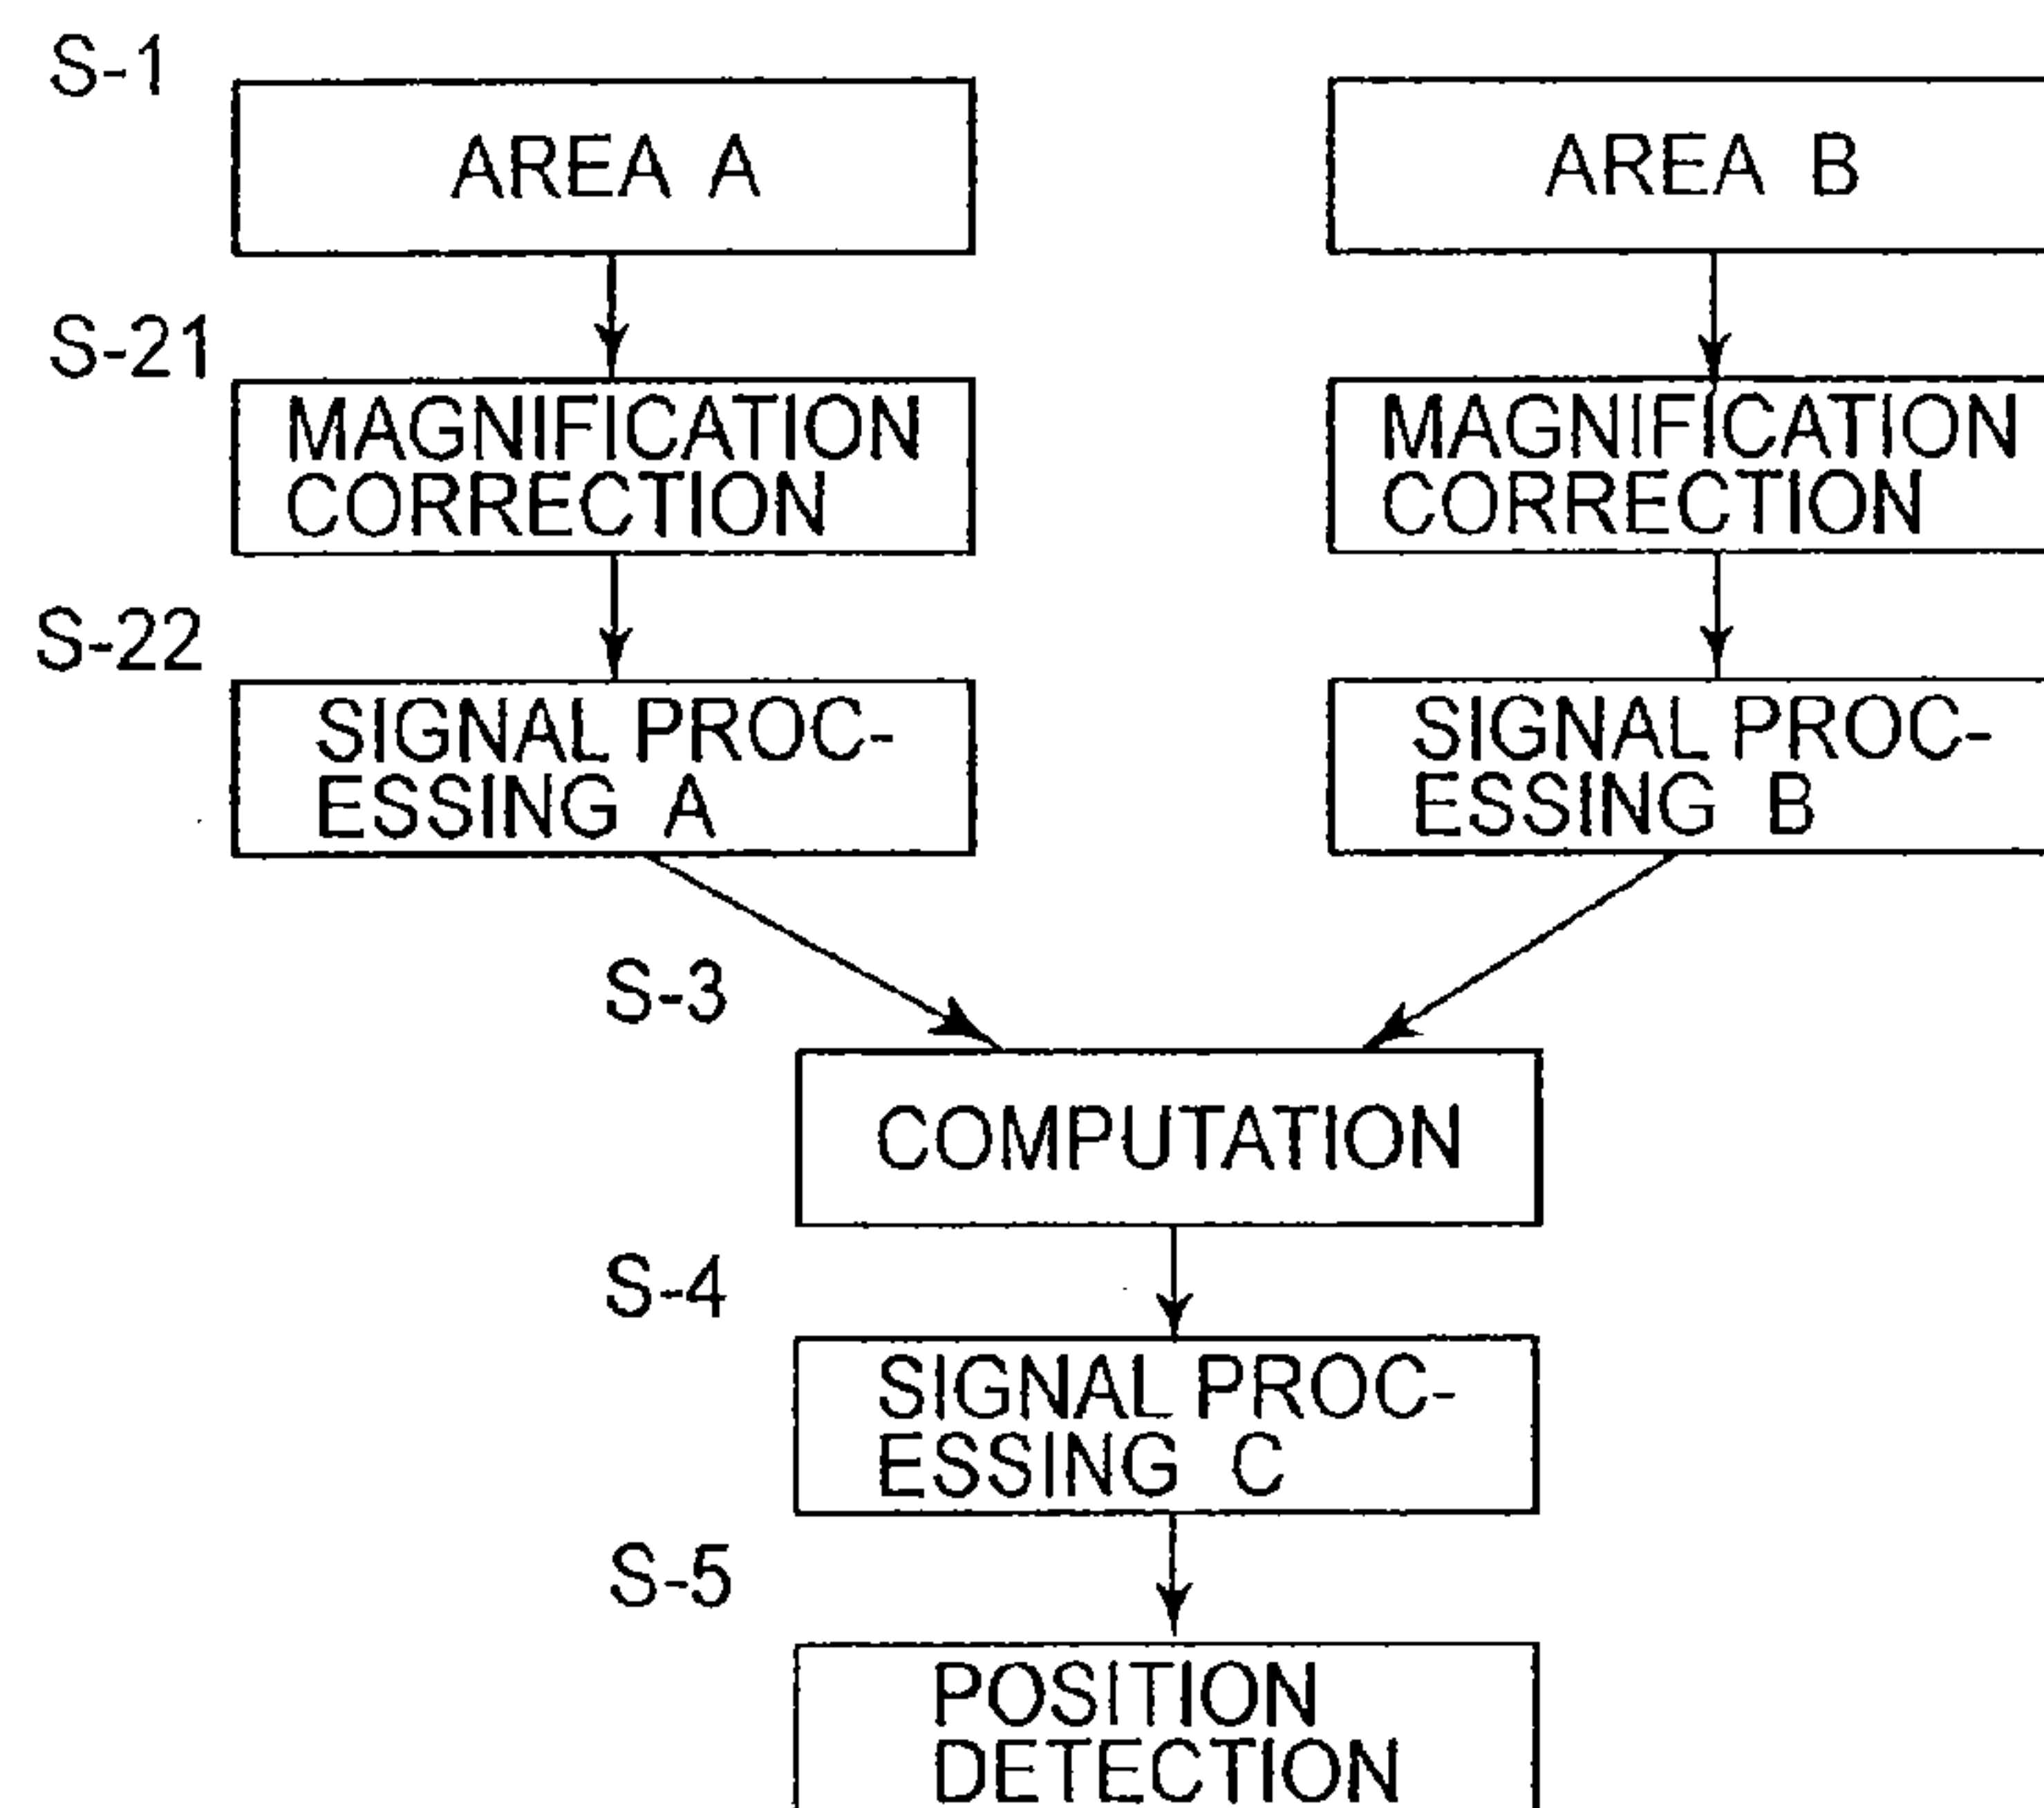 S-1
AREA A
AREA B
S-21
MAGNIFICATION
CORRECTION
MAGNIFICATION
CORRECTION
S-22
SIGNAL PROC-
ESSING A
SIGNAL PROC-
ESSING B
S-3
COMPUTATION
S-4
SIGNAL PROC-
ESSING C
S-5
POSITION
DETECTION